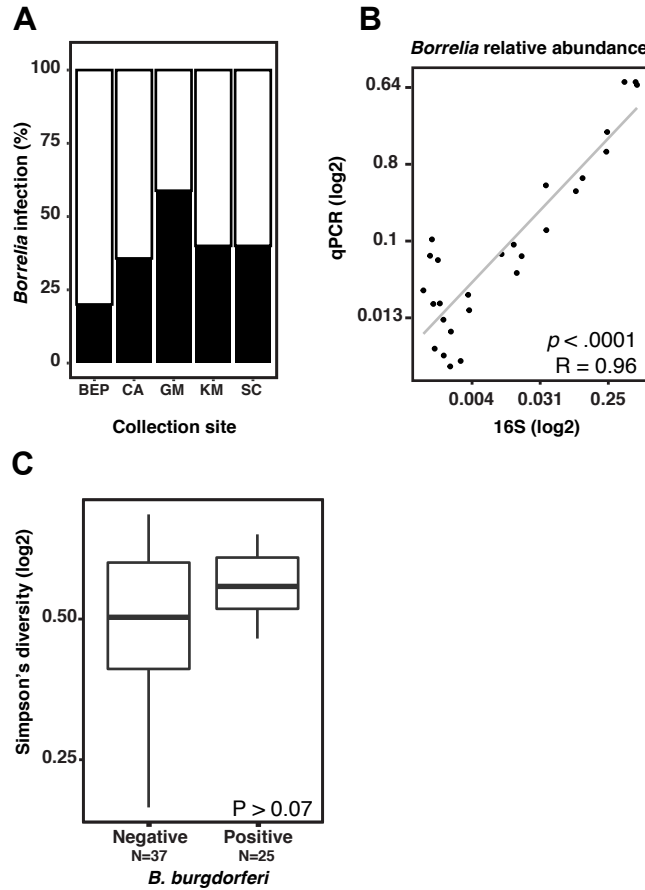 A
100
75
50
25
0
Borrelia infection (%)
BEP CA GM KM SC
Collection site
B
Borrelia relative abundance
0.64
0.8
0.1
0.013
qPCR (log2)
p < .0001
R = 0.96
0.004 0.031 0.25
16S (log2)
C
Simpson's diversity (log2)
0.50
0.25
P > 0.07
Negative Positive
N=37 N=25
B. burgdorferi